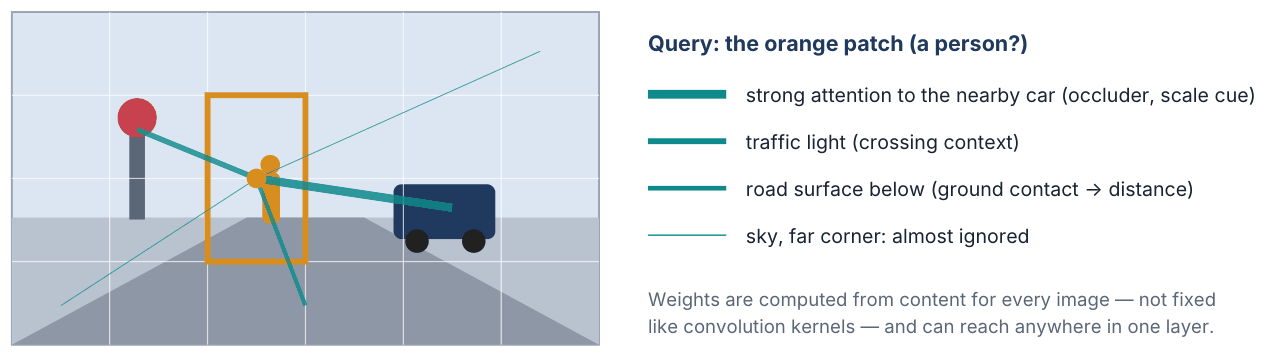 Query: the orange patch (a person?)
strong attention to the nearby car (occluder, scale cue)
traffic light (crossing context)
road surface below (ground contact → distance)
sky, far corner: almost ignored
Weights are computed from content for every image — not fixed
like convolution kernels — and can reach anywhere in one layer.